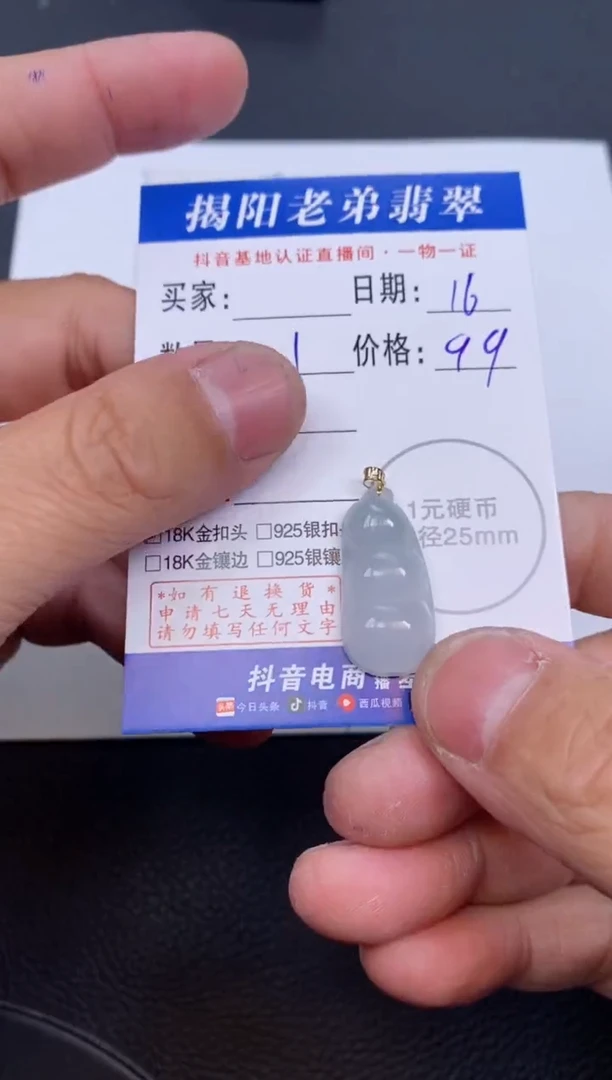 揭阳老弟翡翠
抖音基地认证直播间·一物一证
买家: 日期: 16
1 价格: 99
1元硬币
径25mm
18K金扣头 □925银扣
□18K金镶边 □925银镶
*如有退换货*
申请七天无理由
请勿填写任何文字
抖音电商
今日头条 抖音 西瓜视频